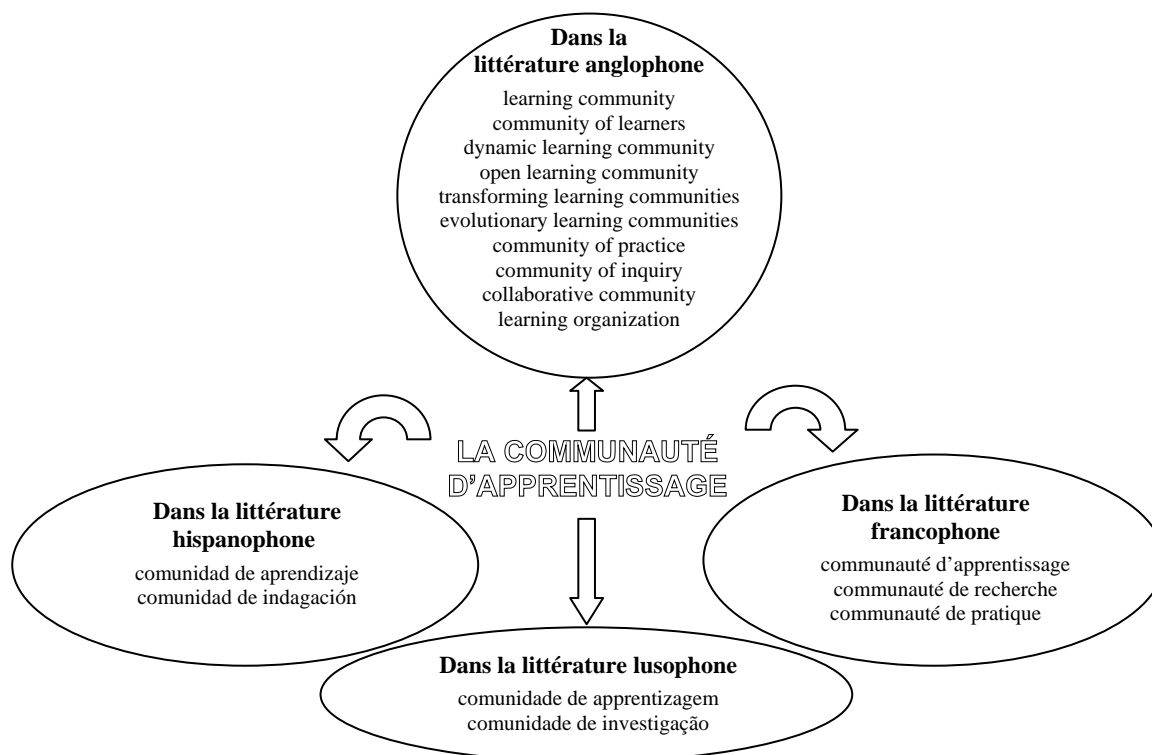 Dans la
littérature anglophone
learning community
community of learners
dynamic learning community
open learning community
transforming learning communities
evolutionary learning communities
community of practice
community of inquiry
collaborative community
learning organization
LA COMMUNAUTÉ
D’APPRENTISSAGE
Dans la littérature
hispanophone
comunidad de aprendizaje
comunidad de indagación
Dans la littérature
francophone
communauté d’apprentissage
communauté de recherche
communauté de pratique
Dans la littérature lusophone
comunidade de apprentizagem
comunidade de investigação